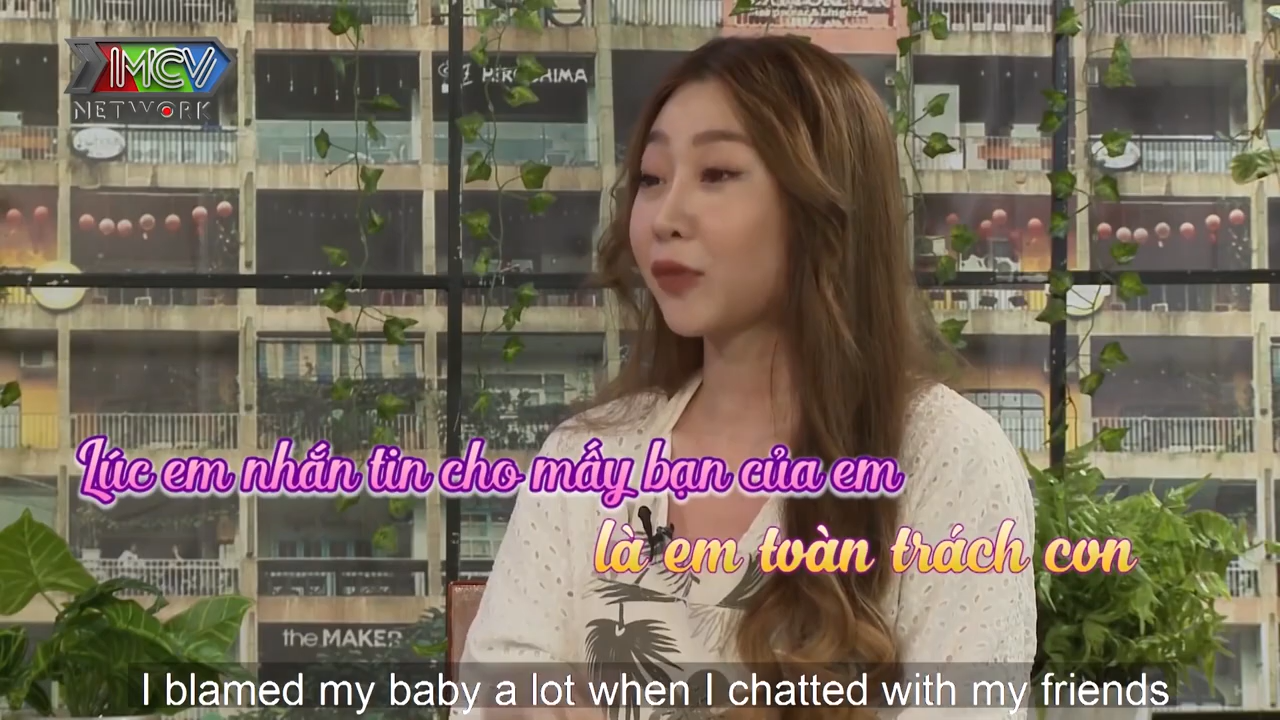 MCV
NETWORK
HIROSHIMA
Lúc em nhắn tin cho mấy bạn của em
là em toàn trách con
the MAKER
I blamed my baby a lot when I chatted with my friends